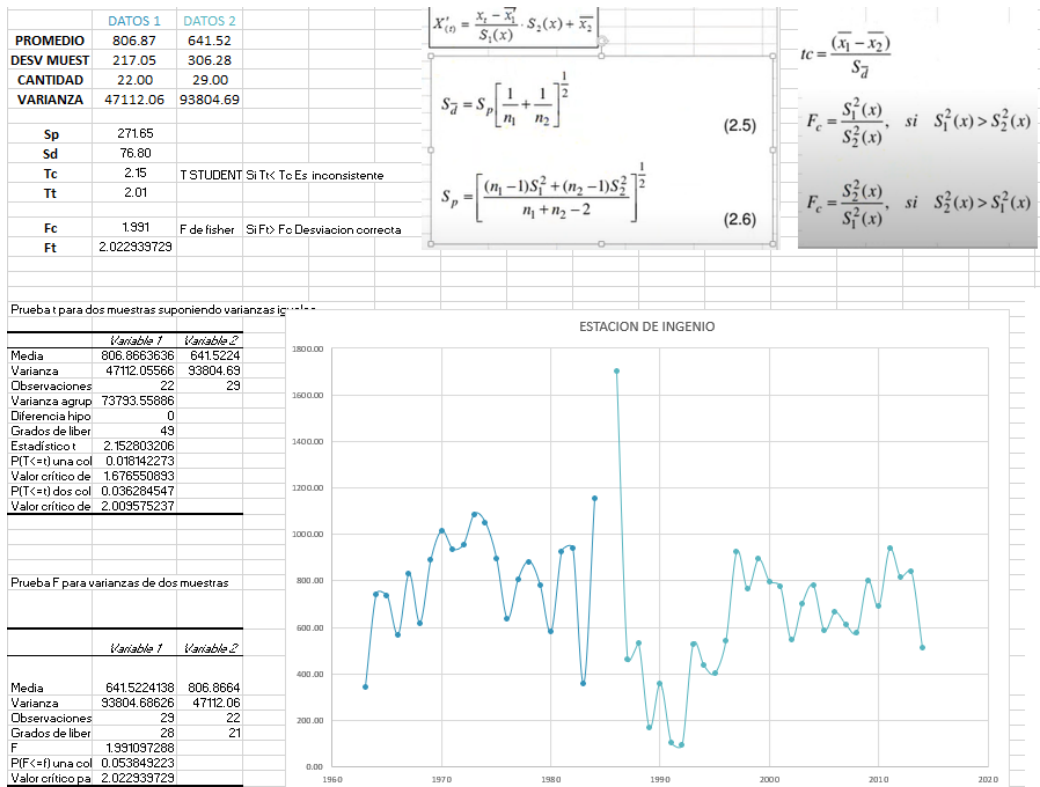 DATOS 1 DATOS 2
PROMEDIO 806.87 641.52
DESV MUEST 217.05 306.28
CANTIDAD 22.00 29.00
VARIANZA 47112.06 93804.69
Sp 271.65
Sd 76.80
Tc 2.15 T STUDENT Si Tt< Tc Es inconsistente
Tt 2.01
Fc 1.991 F de fisher Si Ft> Fc Desviacion correcta
Ft 2.022939729
X'(t) = (x_t − x̄₁) / S₁(x) · S₂(x) + x̄₂
S_d̄ = S_p [1/n₁ + 1/n₂]^(1/2)
(2.5)
S_p = [((n₁ −1)S₁² + (n₂ −1)S₂²) / (n₁ + n₂ − 2)]^(1/2)
(2.6)
tc = (x̄₁ − x̄₂) / S_d̄
F_c = S₁²(x) / S₂²(x), si S₁²(x) > S₂²(x)
F_c = S₂²(x) / S₁²(x), si S₂²(x) > S₁²(x)
Prueba t para dos muestras suponiendo varianzas
Variable 1 Variable 2
Media 806.8663636 641.5224
Varianza 47112.05566 93804.69
Observaciones 22 29
Varianza agrup 73793.55886
Diferencia hipo 0
Grados de liber 49
Estadístico t 2.152803206
P(T<=t) una col 0.018142273
Valor crítico de 1.676550893
P(T<=t) dos col 0.036284547
Valor crítico de 2.009575237
Prueba F para varianzas de dos muestras
Variable 1 Variable 2
Media 641.5224138 806.8664
Varianza 93804.68626 47112.06
Observaciones 29 22
Grados de liber 28 21
F 1.991097288
P(F<=f) una col 0.053849223
Valor crítico pa 2.022939729
ESTACION DE INGENIO
1800.00
1600.00
1400.00
1200.00
1000.00
800.00
600.00
400.00
200.00
0.00
1960 1970 1980 1990 2000 2010 2020